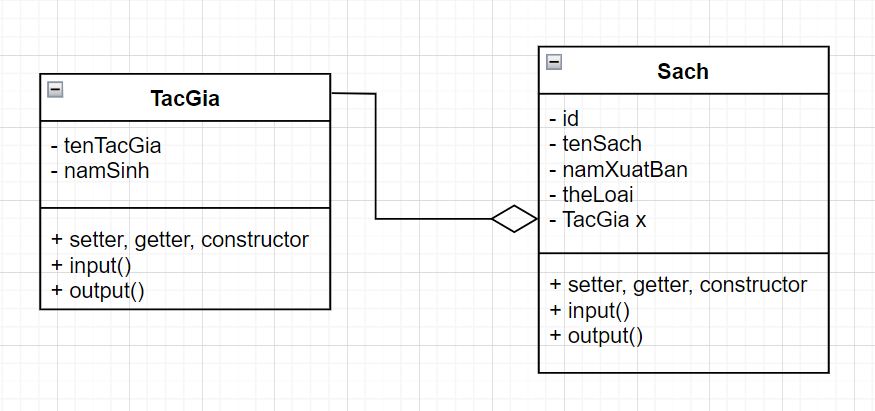 TacGia
- tenTacGia
- namSinh
+ setter, getter, constructor
+ input()
+ output()
Sach
- id
- tenSach
- namXuatBan
- theLoai
- TacGia x
+ setter, getter, constructor
+ input()
+ output()